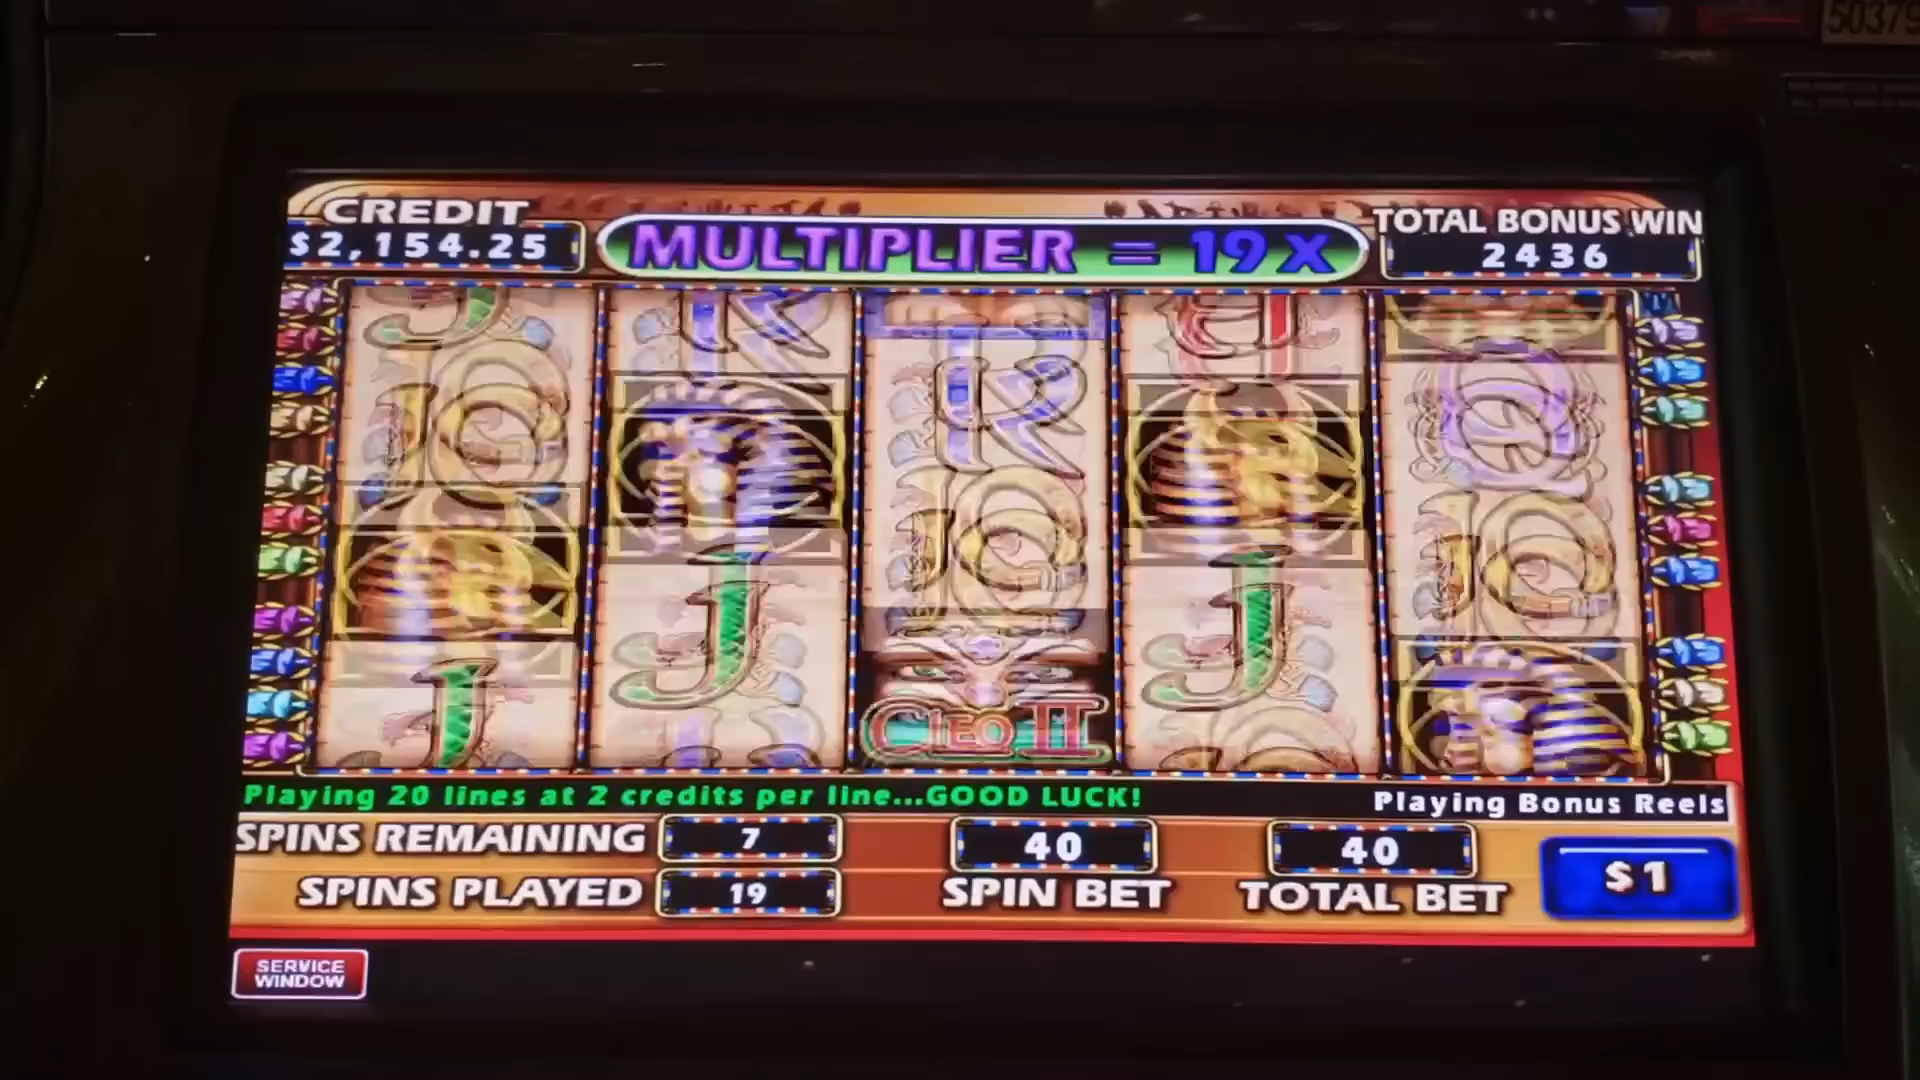 50379
CREDIT
$2,154.25
MULTIPLIER = 19X
TOTAL BONUS WIN
2436
CLEO II
Playing 20 lines at 2 credits per line...GOOD LUCK!
Playing Bonus Reels
SPINS REMAINING 7
SPINS PLAYED 19
40
SPIN BET
40
TOTAL BET
$1
SERVICE
WINDOW